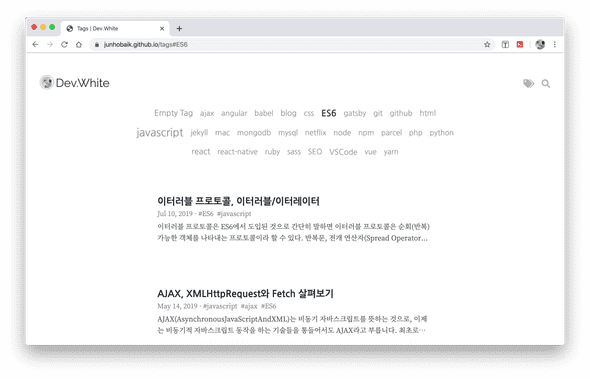 Tags | Dev.White
junhobaik.github.io/tags#ES6
Dev.White
Empty Tag ajax angular babel blog css ES6 gatsby git github html
javascript jekyll mac mongodb mysql netflix node npm parcel php python
react react-native ruby sass SEO VSCode vue yarn
이터러블 프로토콜, 이터러블/이터레이터
Jul 10, 2019 · #ES6 #javascript
이터러블 프로토콜은 ES6에서 도입된 것으로 간단히 말하면 이터러블 프로토콜은 순회(반복)
가능한 객체를 나타내는 프로토콜이라 할 수 있다. 반복문, 전개 연산자(Spread Operator...
AJAX, XMLHttpRequest와 Fetch 살펴보기
May 14, 2019 · #javascript #ajax #ES6
AJAX(AsynchronousJavaScriptAndXML)는 비동기 자바스크립트를 뜻하는 것으로, 이제
는 비동기적 자바스크립트 동작을 하는 기술들을 통틀어서도 AJAX라고 부릅니다. 최초로...